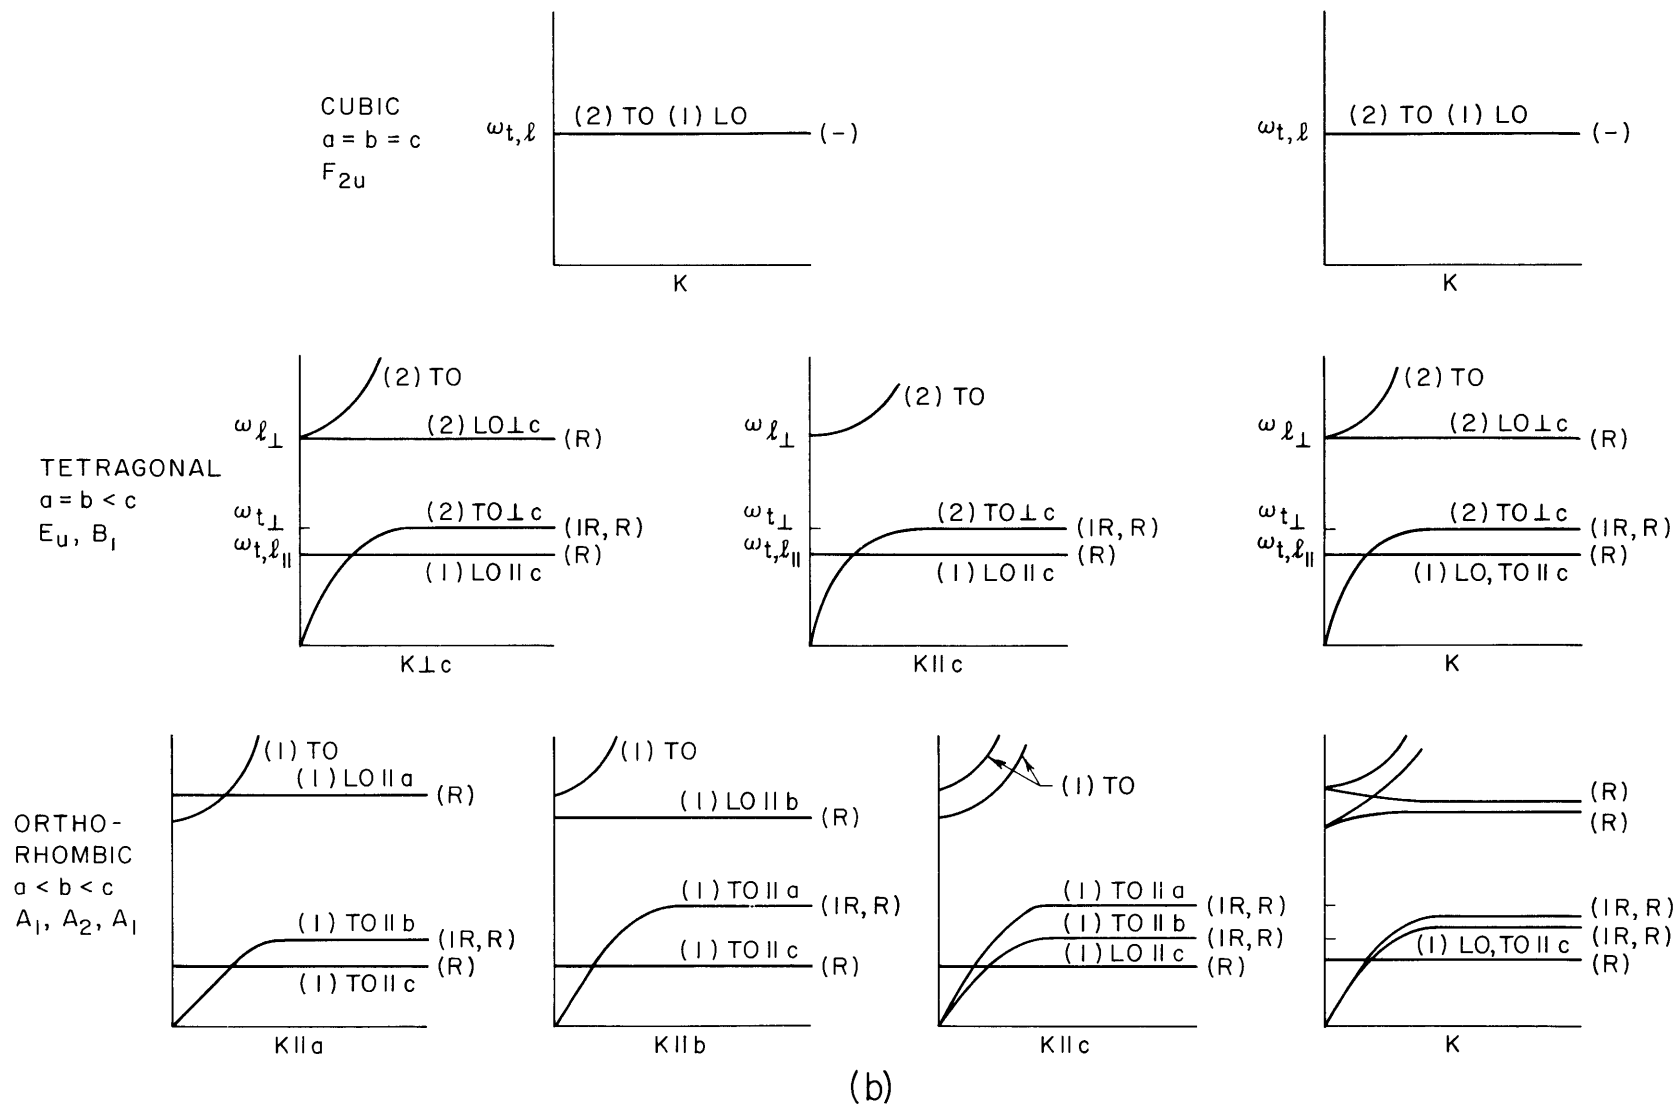 CUBIC
a = b = c
F2u
ωt,ℓ
(2) TO (1) LO
(-)
K
ωt,ℓ
(2) TO (1) LO
(-)
K
TETRAGONAL
a = b < c
Eu, B1
(2) TO
ωℓ⊥
(2) LO⊥c
(R)
ωt⊥
(2) TO⊥c
(IR, R)
ωt,ℓ||
(R)
(1) LO || c
K⊥c
(2) TO
ωℓ⊥
ωt⊥
(2) TO⊥c
(IR, R)
ωt,ℓ||
(R)
(1) LO || c
K || c
(2) TO
ωℓ⊥
(2) LO⊥c
(R)
ωt⊥
(2) TO⊥c
(IR, R)
ωt,ℓ||
(R)
(1) LO, TO || c
K
ORTHO-
RHOMBIC
a < b < c
A1, A2, A1
(1) TO
(1) LO || a
(R)
(1) TO || b
(IR, R)
(R)
(1) TO || c
K || a
(1) TO
(1) LO || b
(R)
(1) TO || a
(IR, R)
(1) TO || c
(R)
K || b
(1) TO
(1) TO || a
(IR, R)
(1) TO || b
(IR, R)
(1) LO || c
(R)
K || c
(R)
(R)
(IR, R)
(IR, R)
(1) LO, TO || c
(R)
K
(b)